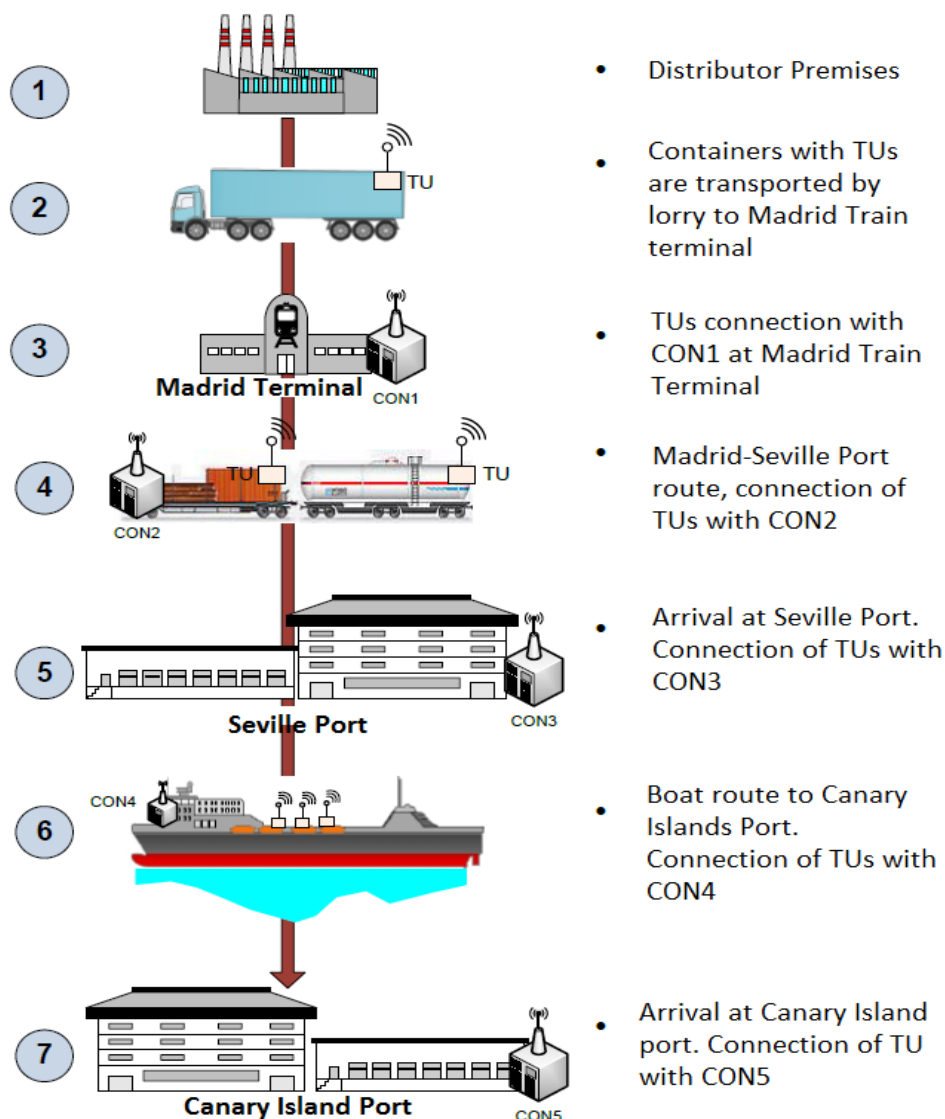 1
• Distributor Premises
2
TU
• Containers with TUs
are transported by
lorry to Madrid Train
terminal
3
Madrid Terminal
CON1
• TUs connection with
CON1 at Madrid Train
Terminal
4
CON2
TU
TU
• Madrid-Seville Port
route, connection of
TUs with CON2
5
Seville Port
CON3
• Arrival at Seville Port.
Connection of TUs with
CON3
6
CON4
• Boat route to Canary
Islands Port.
Connection of TUs with
CON4
7
Canary Island Port
CON5
• Arrival at Canary Island
port. Connection of TU
with CON5